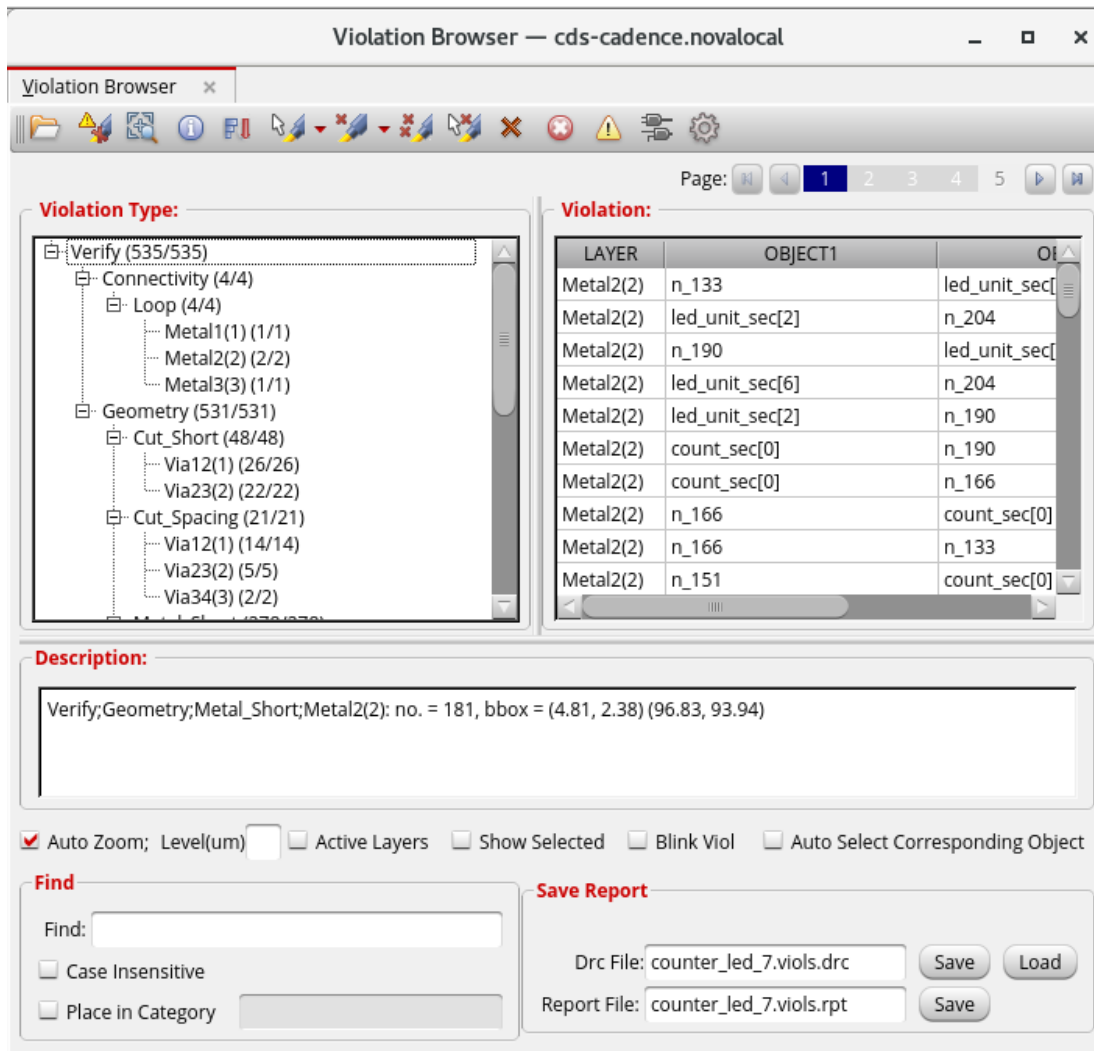 Violation Browser — cds-cadence.novalocal
Violation Browser
Page: 1 2 3 4 5
Violation Type:
Verify (535/535)
Connectivity (4/4)
Loop (4/4)
Metal1(1) (1/1)
Metal2(2) (2/2)
Metal3(3) (1/1)
Geometry (531/531)
Cut_Short (48/48)
Via12(1) (26/26)
Via23(2) (22/22)
Cut_Spacing (21/21)
Via12(1) (14/14)
Via23(2) (5/5)
Via34(3) (2/2)
Violation:
LAYER OBJECT1
Metal2(2) n_133 led_unit_sec[
Metal2(2) led_unit_sec[2] n_204
Metal2(2) n_190 led_unit_sec[
Metal2(2) led_unit_sec[6] n_204
Metal2(2) led_unit_sec[2] n_190
Metal2(2) count_sec[0] n_190
Metal2(2) count_sec[0] n_166
Metal2(2) n_166 count_sec[0]
Metal2(2) n_166 n_133
Metal2(2) n_151 count_sec[0]
Description:
Verify;Geometry;Metal_Short;Metal2(2): no. = 181, bbox = (4.81, 2.38) (96.83, 93.94)
Auto Zoom; Level(um) Active Layers Show Selected Blink Viol Auto Select Corresponding Object
Find
Find:
Case Insensitive
Place in Category
Save Report
Drc File: counter_led_7.viols.drc Save Load
Report File: counter_led_7.viols.rpt Save